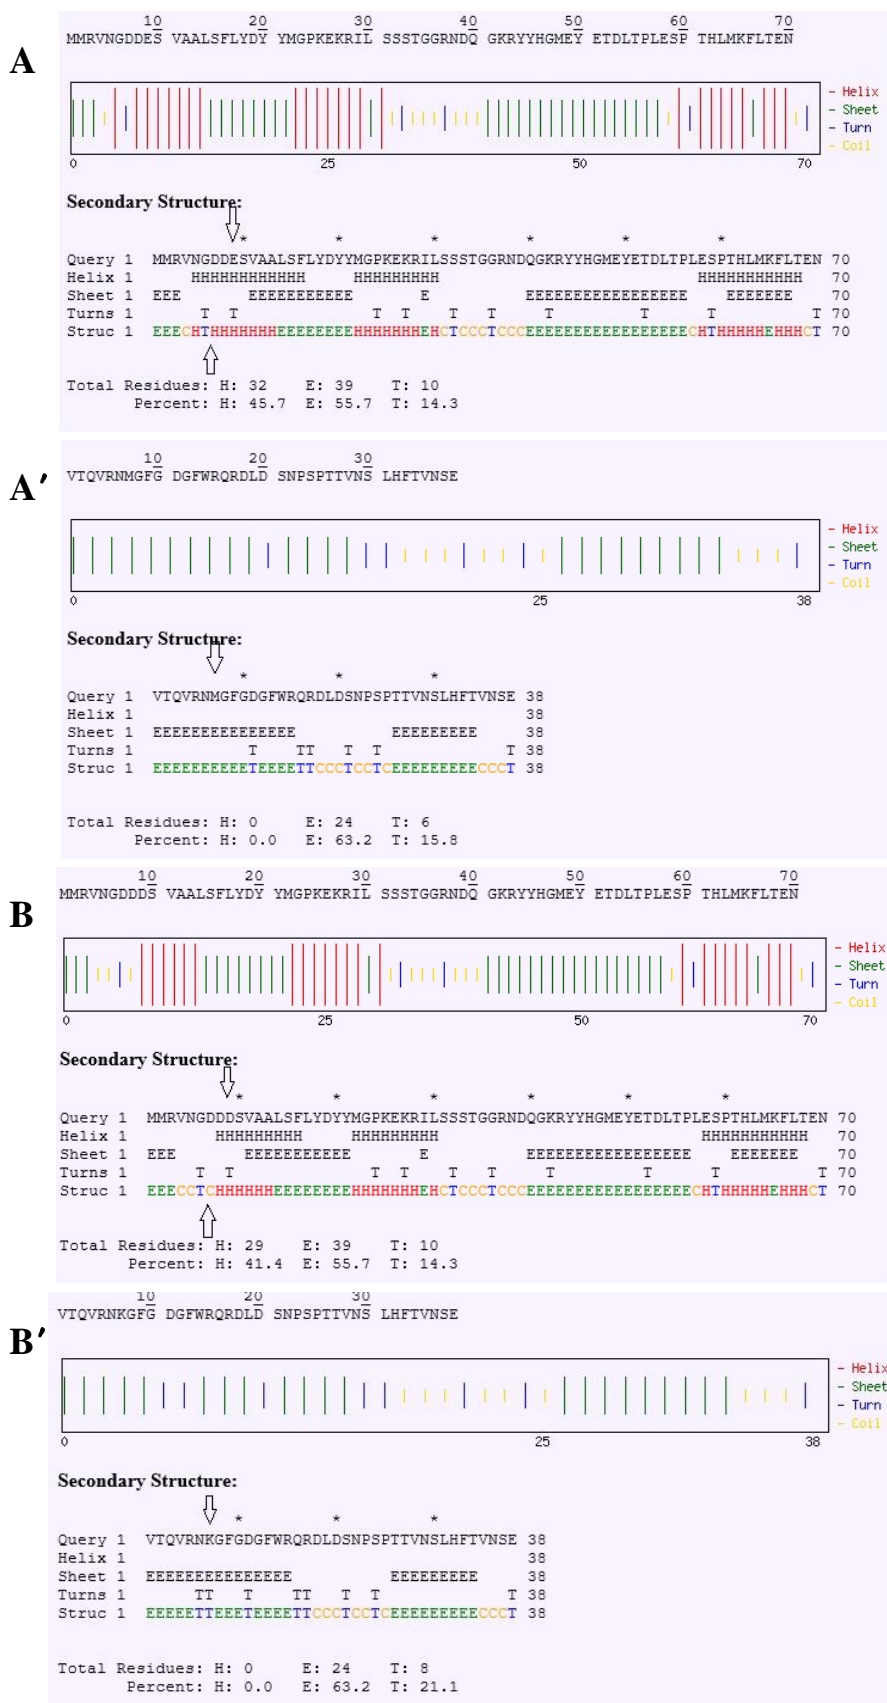 A
10 20 30 40 50 60 70
MMRVNGDDES VAALSFLYDY YMGPKEKRIL SSSTGGRNDQ GKRYYHGMEY ETDLTPLESP THLMKFLTEN
- Helix
- Sheet
- Turn
- Coil
0 25 50 70
Secondary Structure:
* * * * * *
Query 1 MMRVNGDDESVAALSFLYDYYMGPKEKRILSSSTGGRNDQGKRYYHGMEYETDLTPLESPTHLMKFLTEN 70
Helix 1 HHHHHHHHHHHH HHHHHHHHH HHHHHHHHHHH 70
Sheet 1 EEE EEEEEEEEEEE E EEEEEEEEEEEEEEEEE EEEEEEE 70
Turns 1 T T T T T T T T T T 70
Struc 1 EEECHTHHHHHHHEEEEEEEEHHHHHHHEHCTCCCTCCCEEEEEEEEEEEEEEEEECHTHHHHHEHHHCT 70
Total Residues: H: 32 E: 39 T: 10
Percent: H: 45.7 E: 55.7 T: 14.3
A′
10 20 30
VTQVRNMGFG DGFWRQRDLD SNPSPTTVNS LHFTVNSE
- Helix
- Sheet
- Turn
- Coil
0 25 38
Secondary Structure:
* * *
Query 1 VTQVRNMGFGDGFWRQRDLDSNPSPTTVNSLHFTVNSE 38
Helix 1 38
Sheet 1 EEEEEEEEEEEEEEE EEEEEEEEE 38
Turns 1 T TT T T T 38
Struc 1 EEEEEEEEEETEEEETTCCCTCCTCEEEEEEEEECCCT 38
Total Residues: H: 0 E: 24 T: 6
Percent: H: 0.0 E: 63.2 T: 15.8
B
10 20 30 40 50 60 70
MMRVNGDDDS VAALSFLYDY YMGPKEKRIL SSSTGGRNDQ GKRYYHGMEY ETDLTPLESP THLMKFLTEN
- Helix
- Sheet
- Turn
- Coil
0 25 50 70
Secondary Structure:
* * * * * *
Query 1 MMRVNGDDDSVAALSFLYDYYMGPKEKRILSSSTGGRNDQGKRYYHGMEYETDLTPLESPTHLMKFLTEN 70
Helix 1 HHHHHHHHH HHHHHHHHH HHHHHHHHHHH 70
Sheet 1 EEE EEEEEEEEEEE E EEEEEEEEEEEEEEEEE EEEEEEE 70
Turns 1 T T T T T T T T T T 70
Struc 1 EEECCTCHHHHHHEEEEEEEEHHHHHHHEHCTCCCTCCCEEEEEEEEEEEEEEEEECHTHHHHHEHHHCT 70
Total Residues: H: 29 E: 39 T: 10
Percent: H: 41.4 E: 55.7 T: 14.3
B′
10 20 30
VTQVRNKGFG DGFWRQRDLD SNPSPTTVNS LHFTVNSE
- Helix
- Sheet
- Turn
- Coil
0 25 38
Secondary Structure:
* * *
Query 1 VTQVRNKGFGDGFWRQRDLDSNPSPTTVNSLHFTVNSE 38
Helix 1 38
Sheet 1 EEEEEEEEEEEEEEE EEEEEEEEE 38
Turns 1 TT T TT T T T 38
Struc 1 EEEEETTEEETEEEETTCCCTCCTCEEEEEEEEECCCT 38
Total Residues: H: 0 E: 24 T: 8
Percent: H: 0.0 E: 63.2 T: 21.1